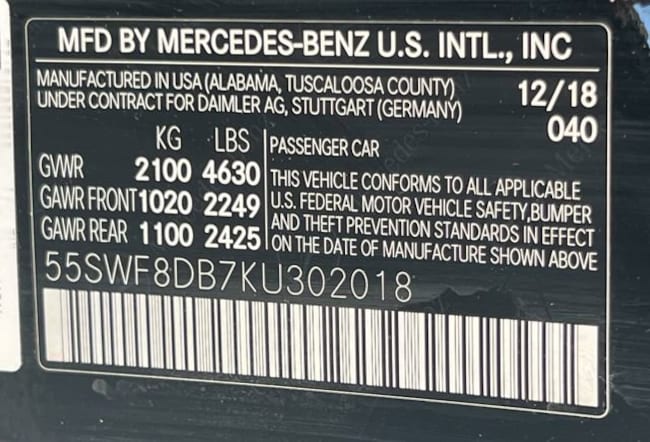 MFD BY MERCEDES-BENZ U.S. INTL., INC
MANUFACTURED IN USA (ALABAMA, TUSCALOOSA COUNTY)
UNDER CONTRACT FOR DAIMLER AG, STUTTGART (GERMANY)
12/18
040
KG LBS
GVWR 2100 4630
GAWR FRONT 1020 2249
GAWR REAR 1100 2425
PASSENGER CAR
THIS VEHICLE CONFORMS TO ALL APPLICABLE
U.S. FEDERAL MOTOR VEHICLE SAFETY,BUMPER
AND THEFT PREVENTION STANDARDS IN EFFECT
ON THE DATE OF MANUFACTURE SHOWN ABOVE
55SWF8DB7KU302018